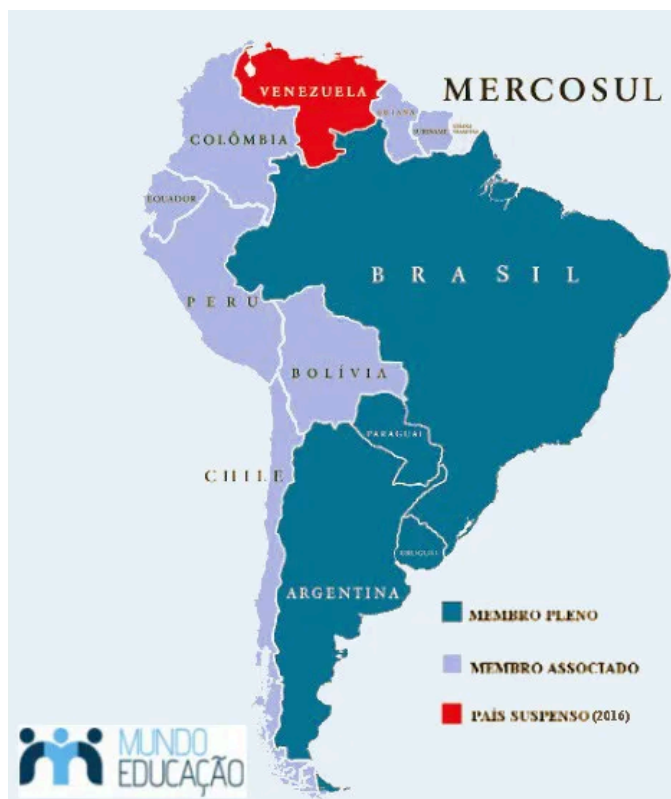 MERCOSUL
VENEZUELA
GUIANA
SURINAME
COLÔMBIA
EQUADOR
BRASIL
PERU
BOLÍVIA
PARAGUAI
CHILE
URUGUAI
ARGENTINA
MEMBRO PLENO
MEMBRO ASSOCIADO
PAÍS SUSPENSO (2016)
MUNDO
EDUCAÇÃO